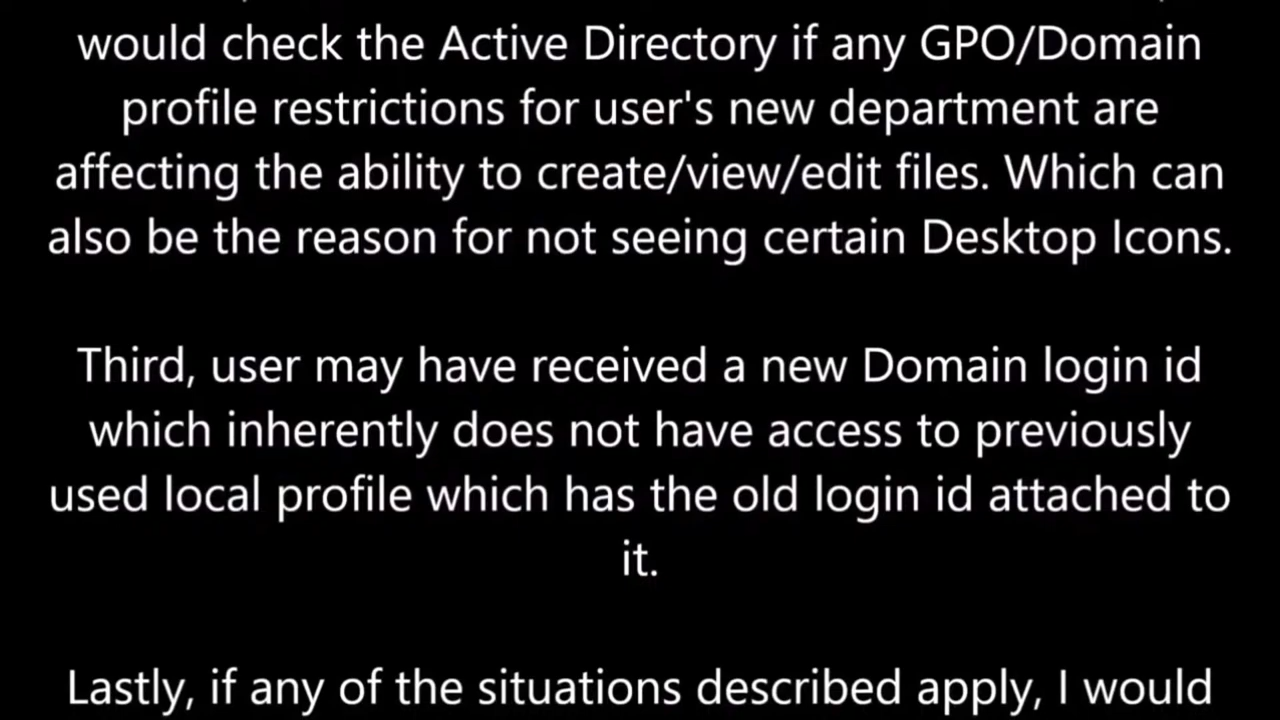 would check the Active Directory if any GPO/Domain
profile restrictions for user's new department are
affecting the ability to create/view/edit files. Which can
also be the reason for not seeing certain Desktop Icons.
Third, user may have received a new Domain login id
which inherently does not have access to previously
used local profile which has the old login id attached to
it.
Lastly, if any of the situations described apply, I would